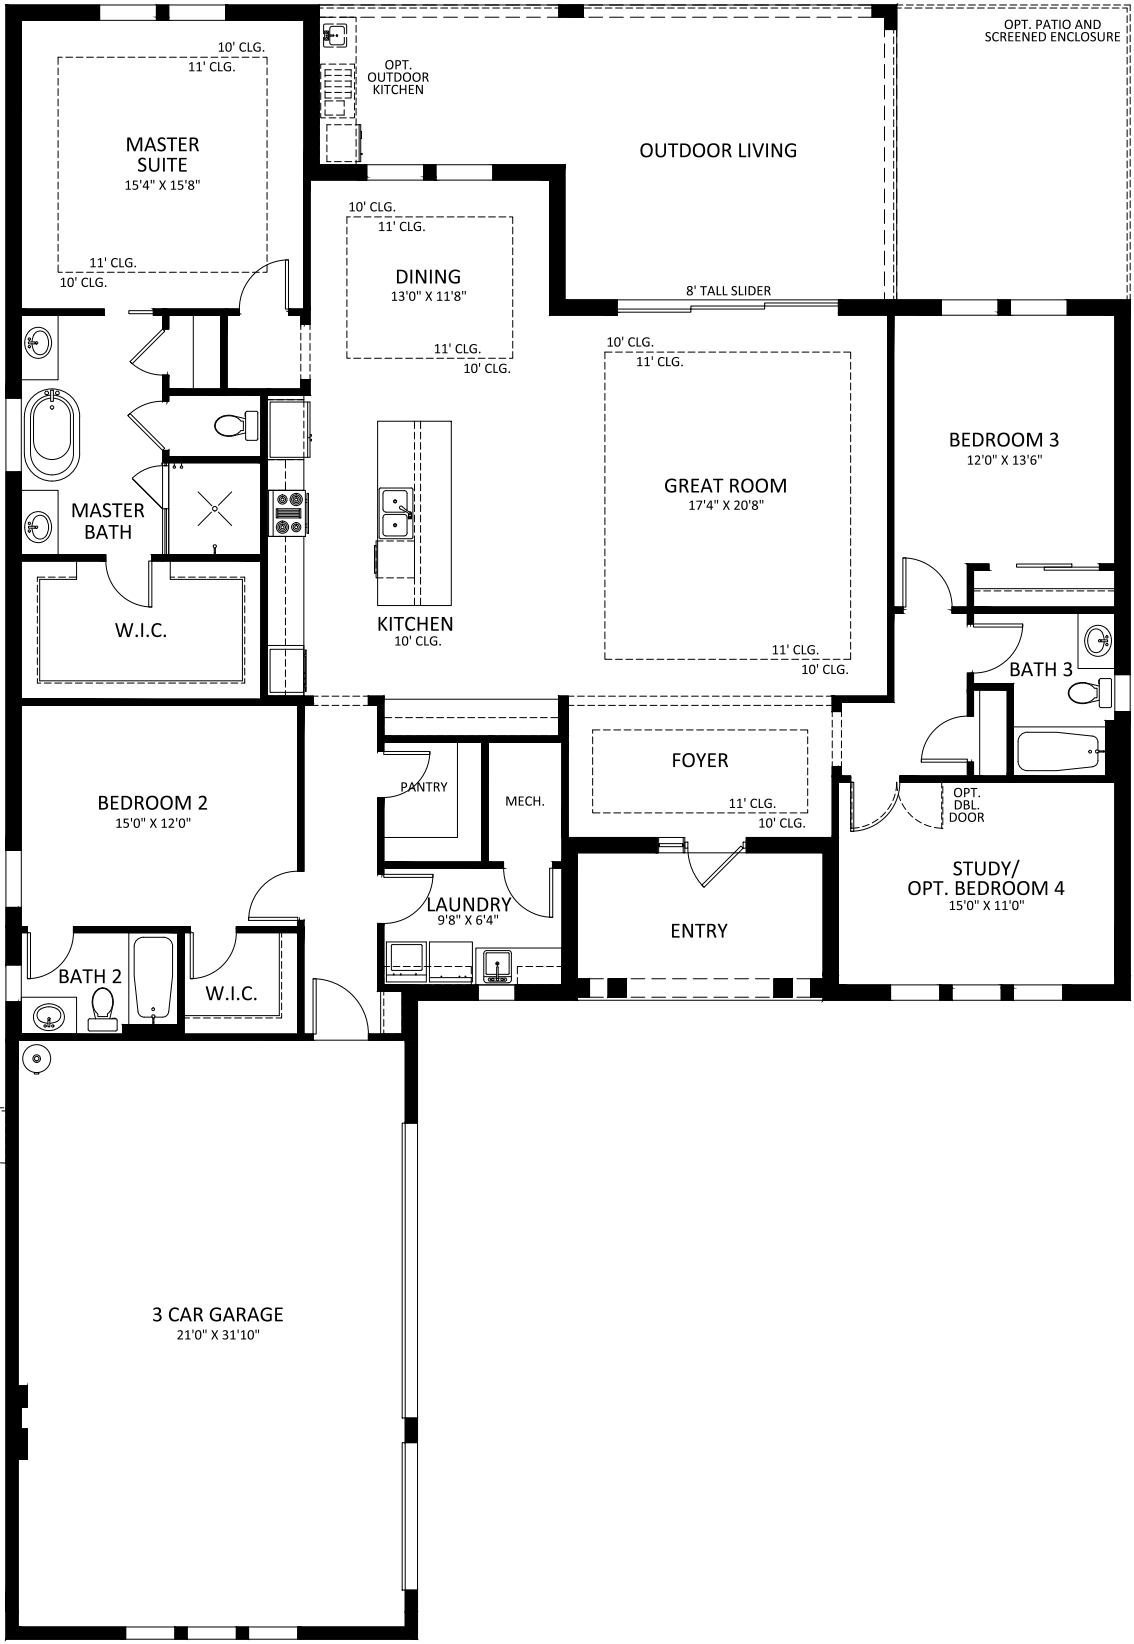 10' CLG.
11' CLG.
MASTER
SUITE
15'4" X 15'8"
11' CLG.
10' CLG.
OPT.
OUTDOOR
KITCHEN
OUTDOOR LIVING
OPT. PATIO AND
SCREENED ENCLOSURE
10' CLG.
11' CLG.
DINING
13'0" X 11'8"
11' CLG.
10' CLG.
8' TALL SLIDER
10' CLG.
11' CLG.
GREAT ROOM
17'4" X 20'8"
11' CLG.
10' CLG.
BEDROOM 3
12'0" X 13'6"
MASTER
BATH
W.I.C.
KITCHEN
10' CLG.
BATH 3
FOYER
11' CLG.
10' CLG.
PANTRY
MECH.
BEDROOM 2
15'0" X 12'0"
OPT.
DBL.
DOOR
STUDY/
OPT. BEDROOM 4
15'0" X 11'0"
LAUNDRY
9'8" X 6'4"
ENTRY
BATH 2
W.I.C.
3 CAR GARAGE
21'0" X 31'10"